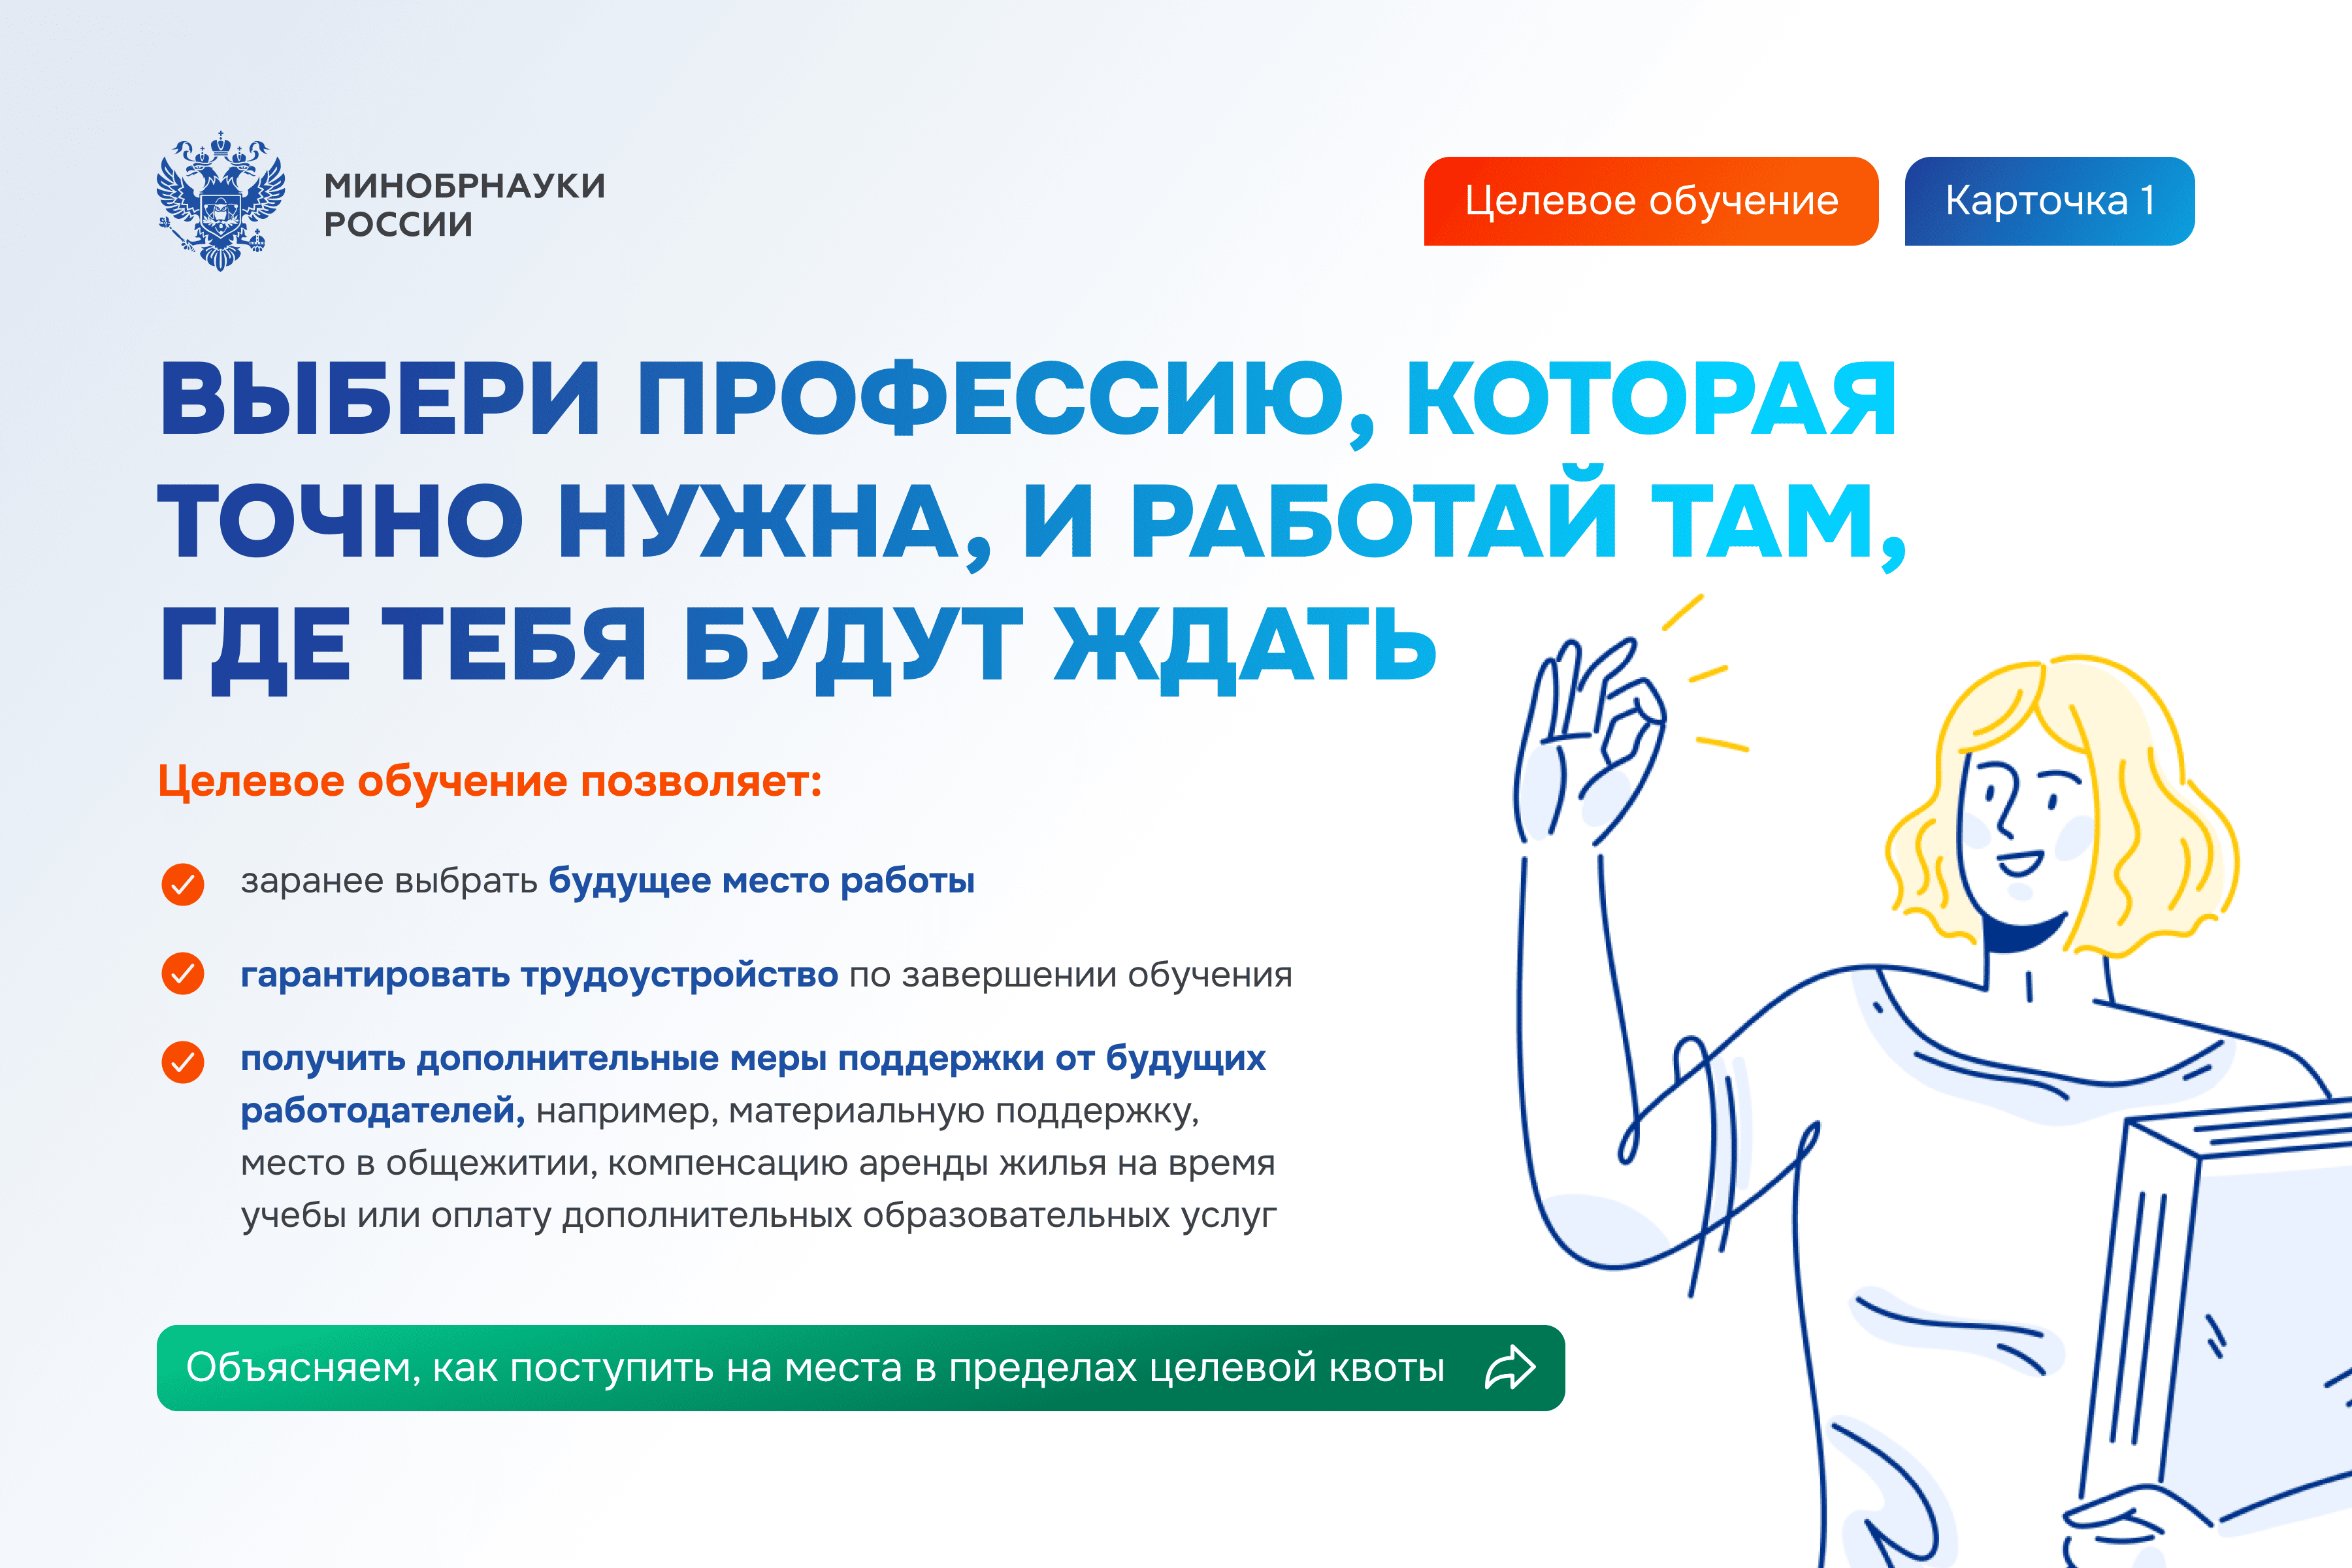 МИНОБРНАУКИ
РОССИИ
Целевое обучение
Карточка 1
ВЫБЕРИ ПРОФЕССИЮ, КОТОРАЯ
ТОЧНО НУЖНА, И РАБОТАЙ ТАМ,
ГДЕ ТЕБЯ БУДУТ ЖДАТЬ
Целевое обучение позволяет:
заранее выбрать будущее место работы
гарантировать трудоустройство по завершении обучения
получить дополнительные меры поддержки от будущих
работодателей, например, материальную поддержку,
место в общежитии, компенсацию аренды жилья на время
учебы или оплату дополнительных образовательных услуг
Объясняем, как поступить на места в пределах целевой квоты